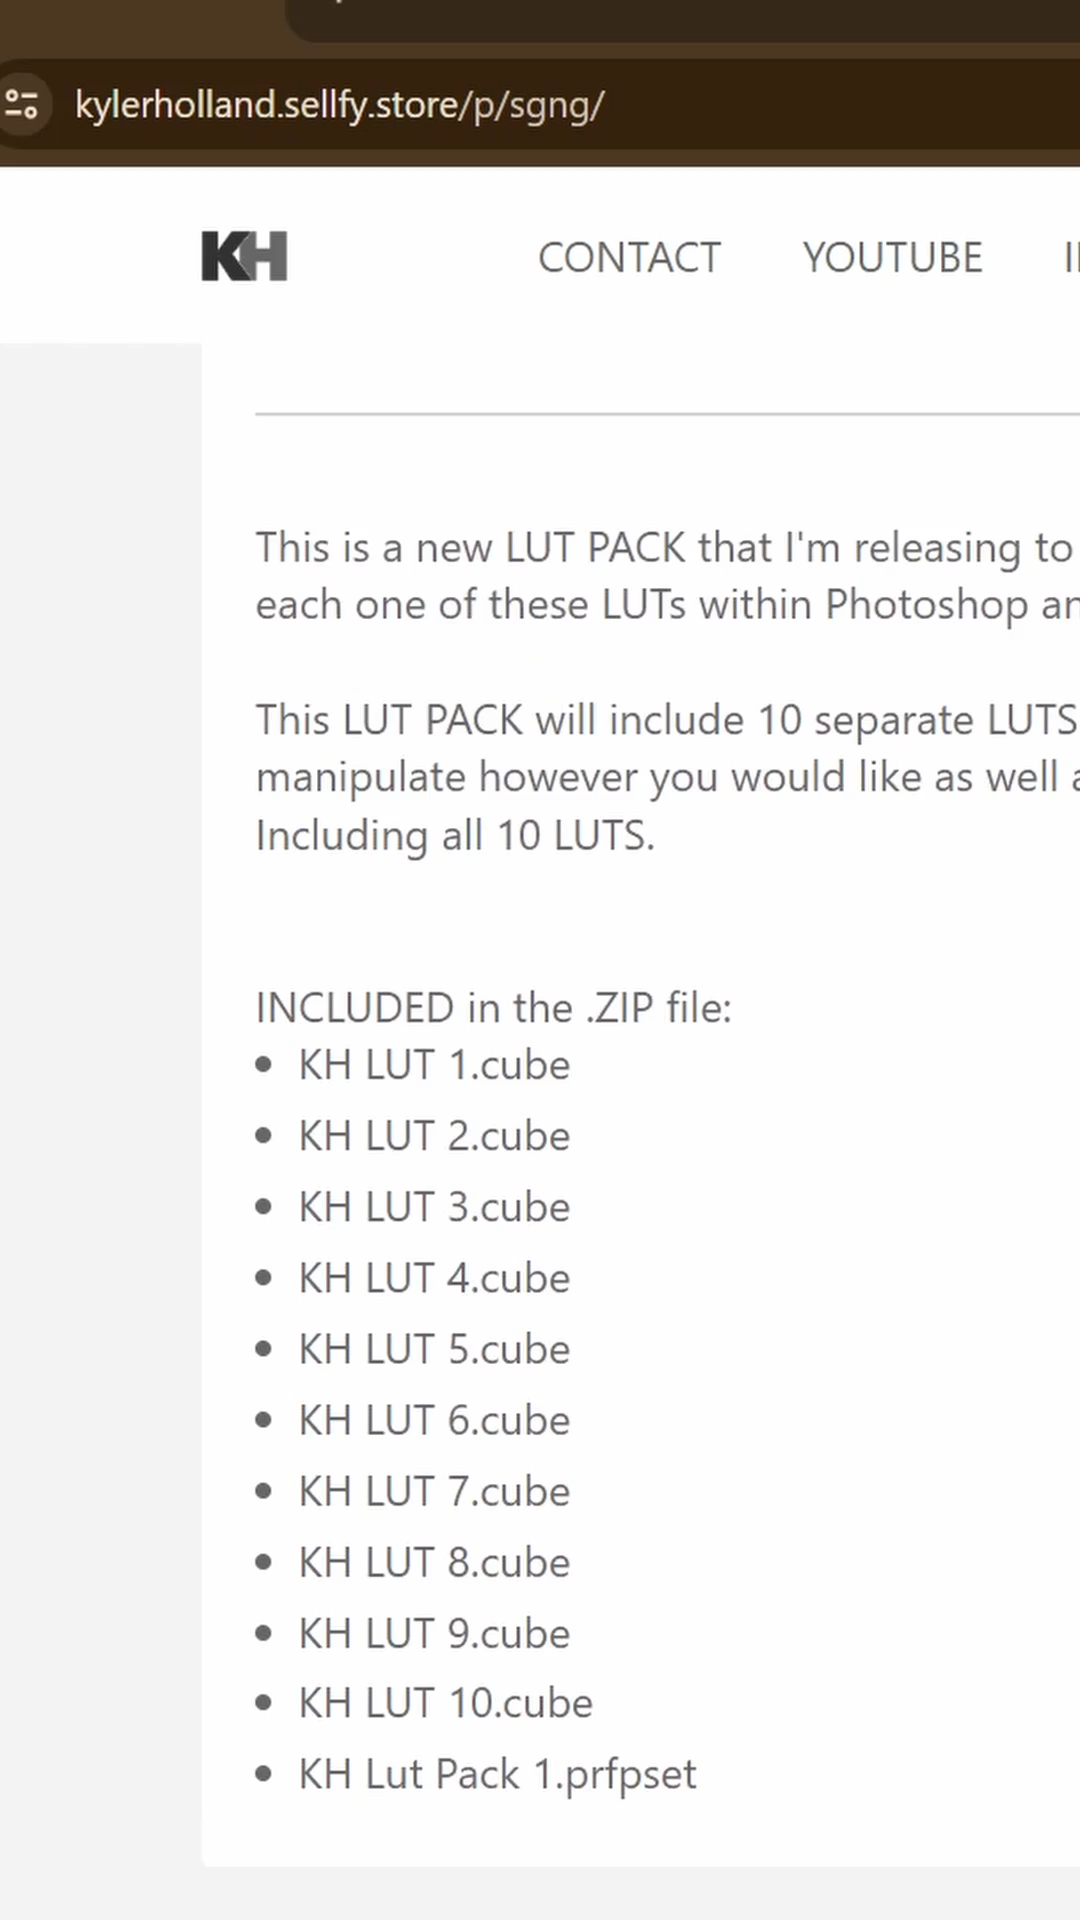 kylerholland.sellfy.store/p/sgng/
KH CONTACT YOUTUBE
This is a new LUT PACK that I'm releasing to
each one of these LUTs within Photoshop
This LUT PACK will include 10 separate LUTS
manipulate however you would like as well
Including all 10 LUTS.
INCLUDED in the .ZIP file:
• KH LUT 1.cube
• KH LUT 2.cube
• KH LUT 3.cube
• KH LUT 4.cube
• KH LUT 5.cube
• KH LUT 6.cube
• KH LUT 7.cube
• KH LUT 8.cube
• KH LUT 9.cube
• KH LUT 10.cube
• KH Lut Pack 1.prfpset